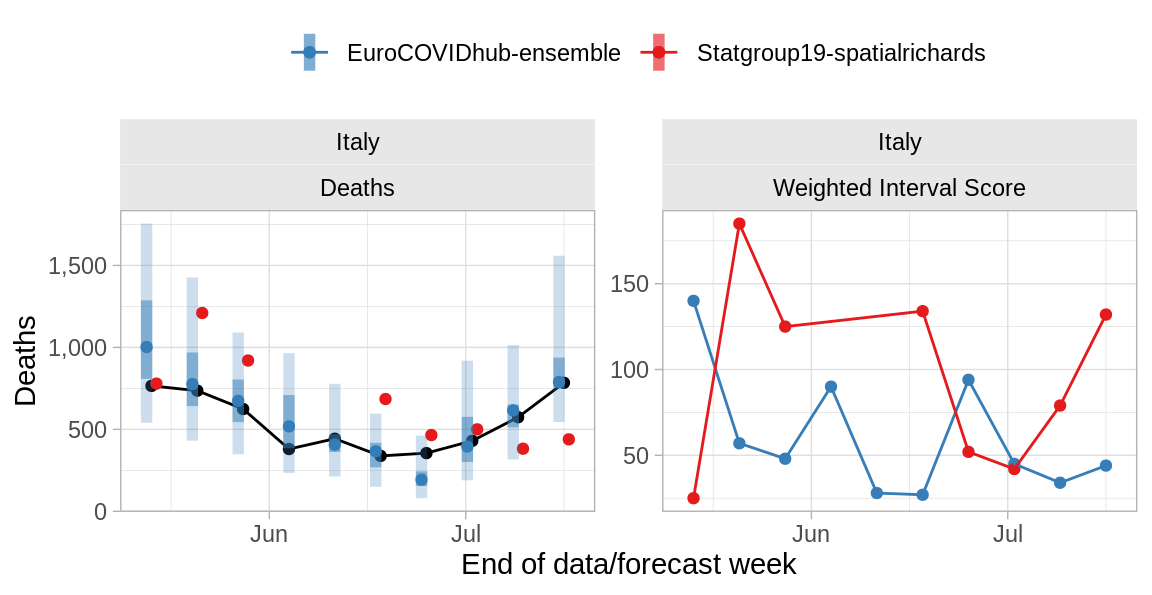 EuroCOVIDhub-ensemble Statgroup19-spatialrichards
Italy
Deaths
Italy
Weighted Interval Score
Deaths
1,500
1,000
500
0
Jun Jul
150
100
50
Jun Jul
End of data/forecast week